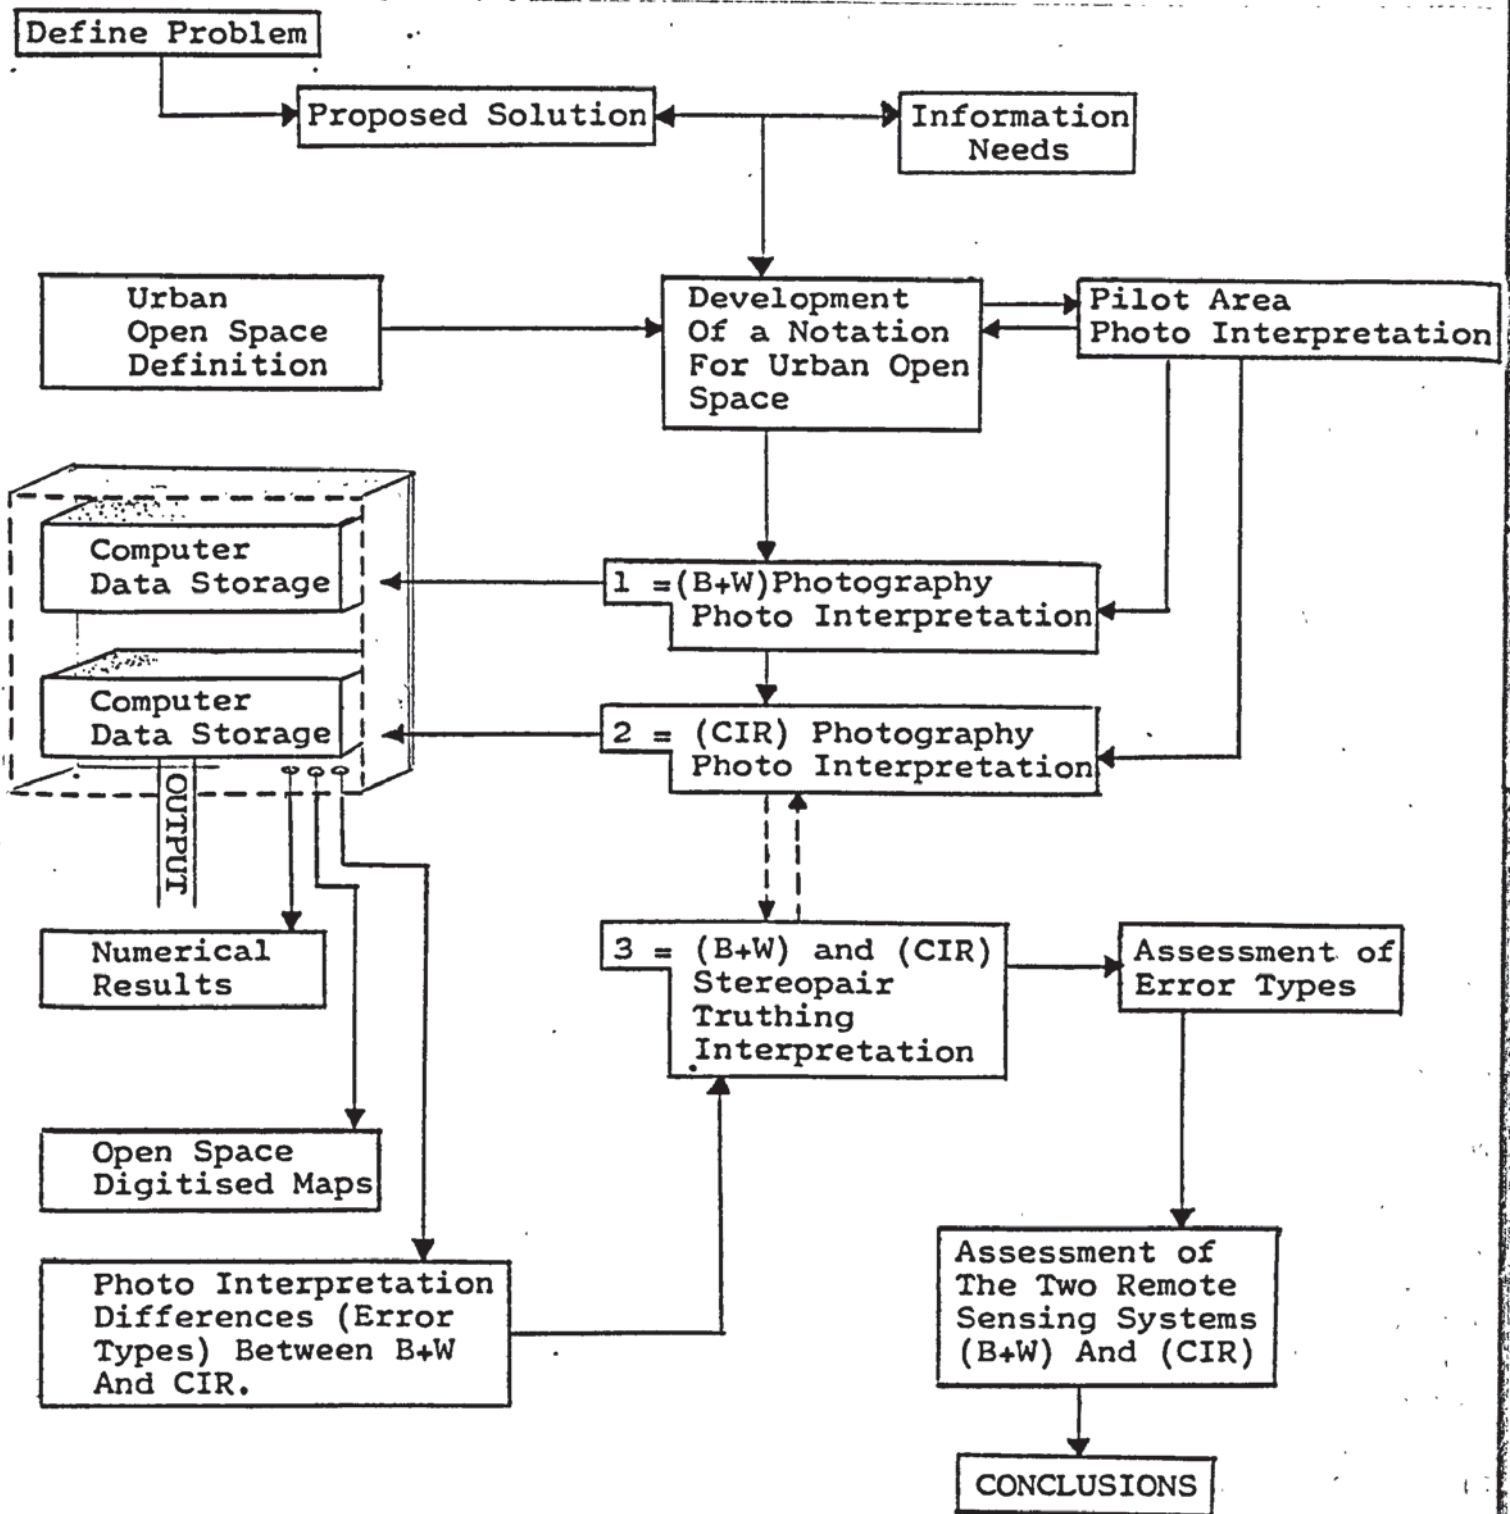 Define Problem
Proposed Solution
Information
Needs
Urban
Open Space
Definition
Development
Of a Notation
For Urban Open
Space
Pilot Area
Photo Interpretation
Computer
Data Storage
1 =(B+W)Photography
Photo Interpretation
Computer
Data Storage
2 = (CIR) Photography
Photo Interpretation
OUTPUT
Numerical
Results
3 = (B+W) and (CIR)
Stereopair
Truthing
Interpretation
Assessment of
Error Types
Open Space
Digitised Maps
Photo Interpretation
Differences (Error
Types) Between B+W
And CIR.
Assessment of
The Two Remote
Sensing Systems
(B+W) And (CIR)
CONCLUSIONS